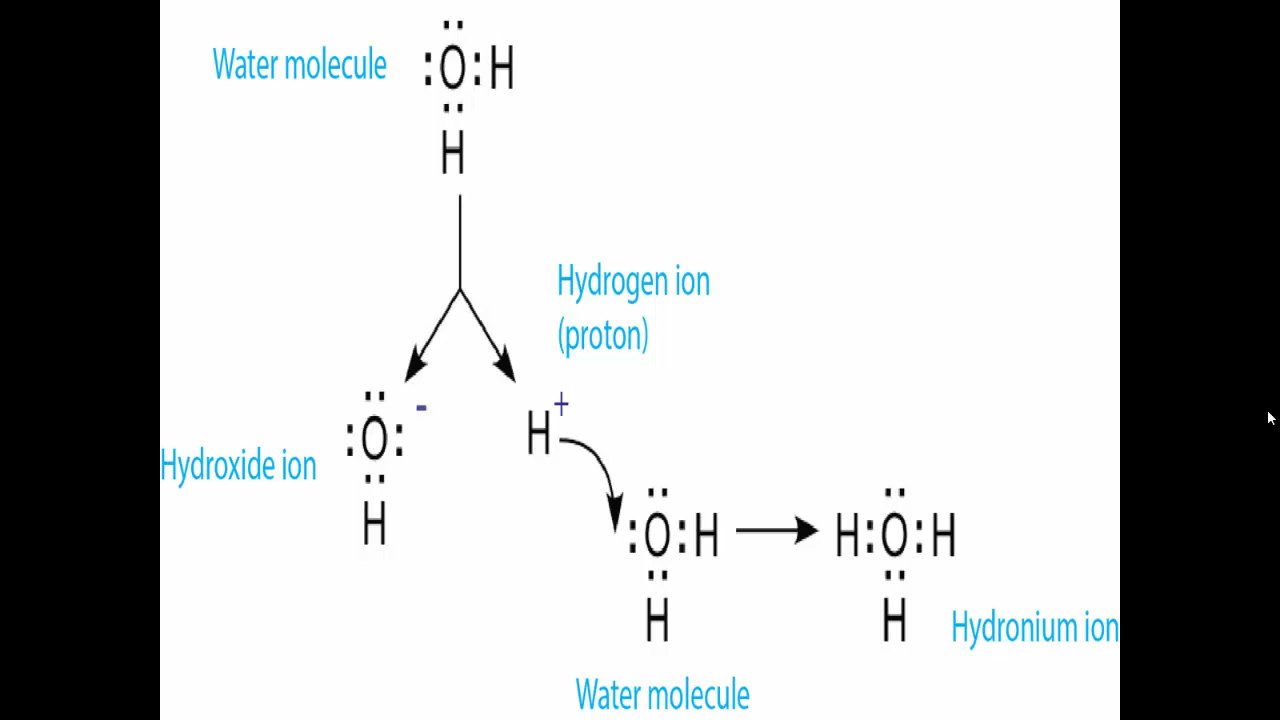 Water molecule :O:H
H
Hydrogen ion
(proton)
:O: -
H +
Hydroxide ion
H
:O:H
H:O:H
H
H
Hydronium ion
Water molecule